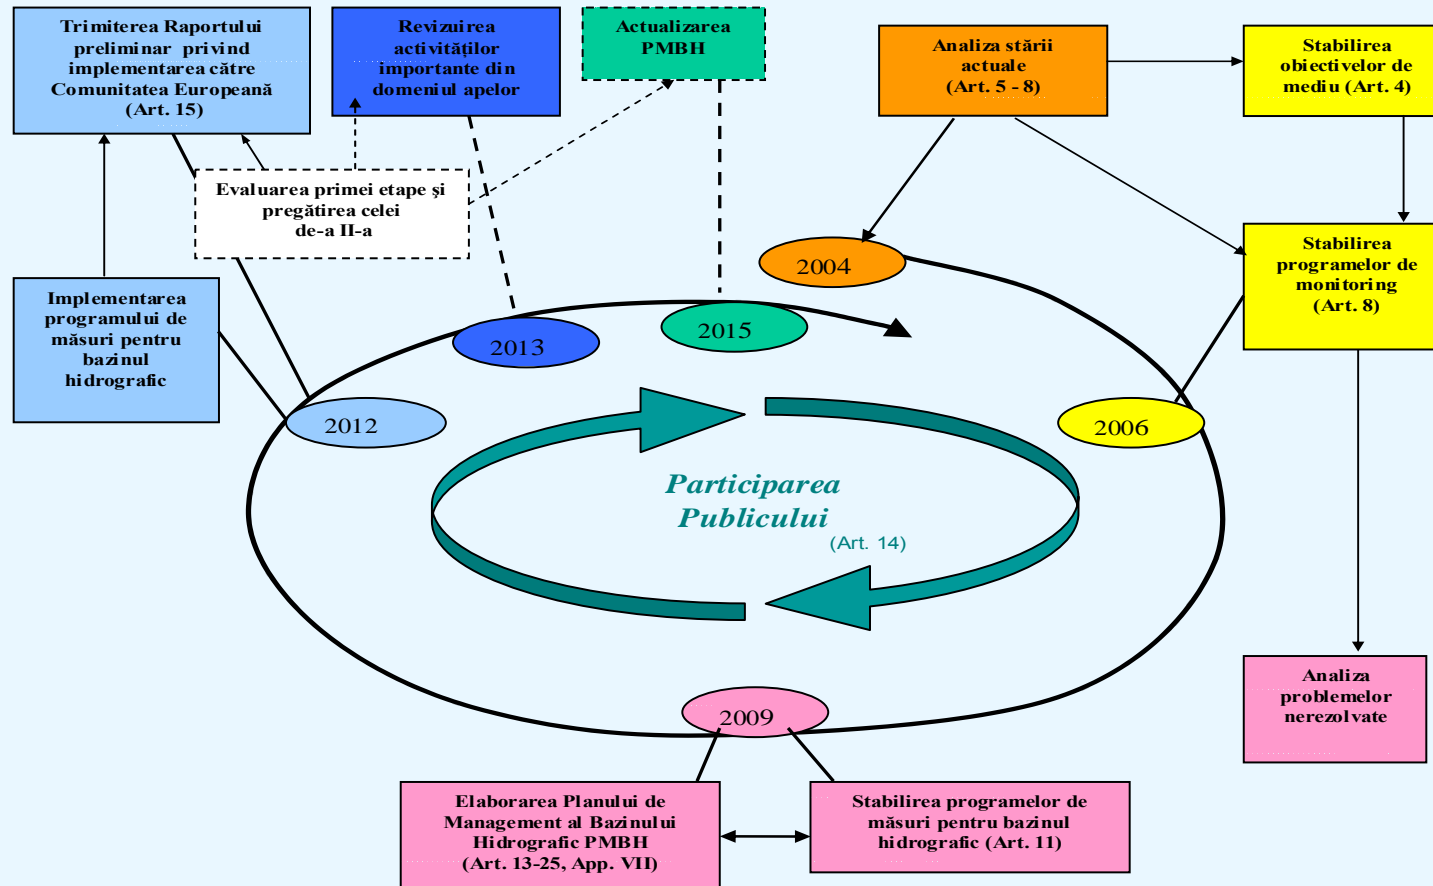 Trimiterea Raportului
preliminar privind
implementarea către
Comunitatea Europeană
(Art. 15)
Revizuirea
activităților
importante din
domeniul apelor
Actualizarea
PMBH
Analiza stării
actuale
(Art. 5 - 8)
Stabilirea
obiectivelor de
mediu (Art. 4)
Evaluarea primei etape şi
pregătirea celei
de-a II-a
Stabilirea
programelor de
monitoring
(Art. 8)
Implementarea
programului de
măsuri pentru
bazinul
hidrografic
2004
2015
2013
2012
2006
Participarea
Publicului
(Art. 14)
Analiza
problemelor
nerezolvate
2009
Elaborarea Planului de
Management al Bazinului
Hidrografic PMBH
(Art. 13-25, App. VII)
Stabilirea programelor de
măsuri pentru bazinul
hidrografic (Art. 11)